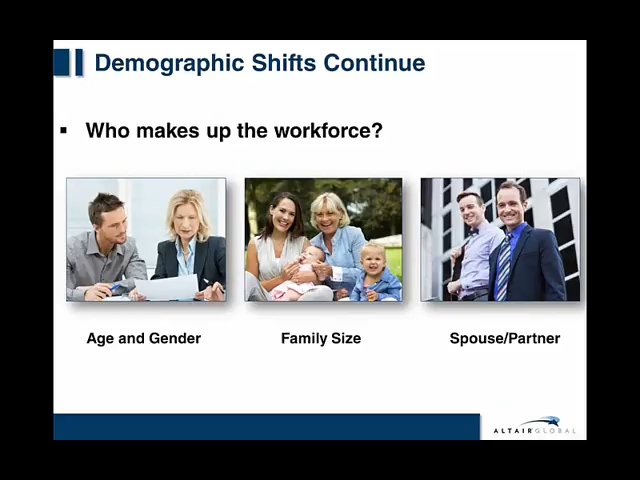 Demographic Shifts Continue
▪ Who makes up the workforce?
Age and Gender
Family Size
Spouse/Partner
ALTAIR GLOBAL